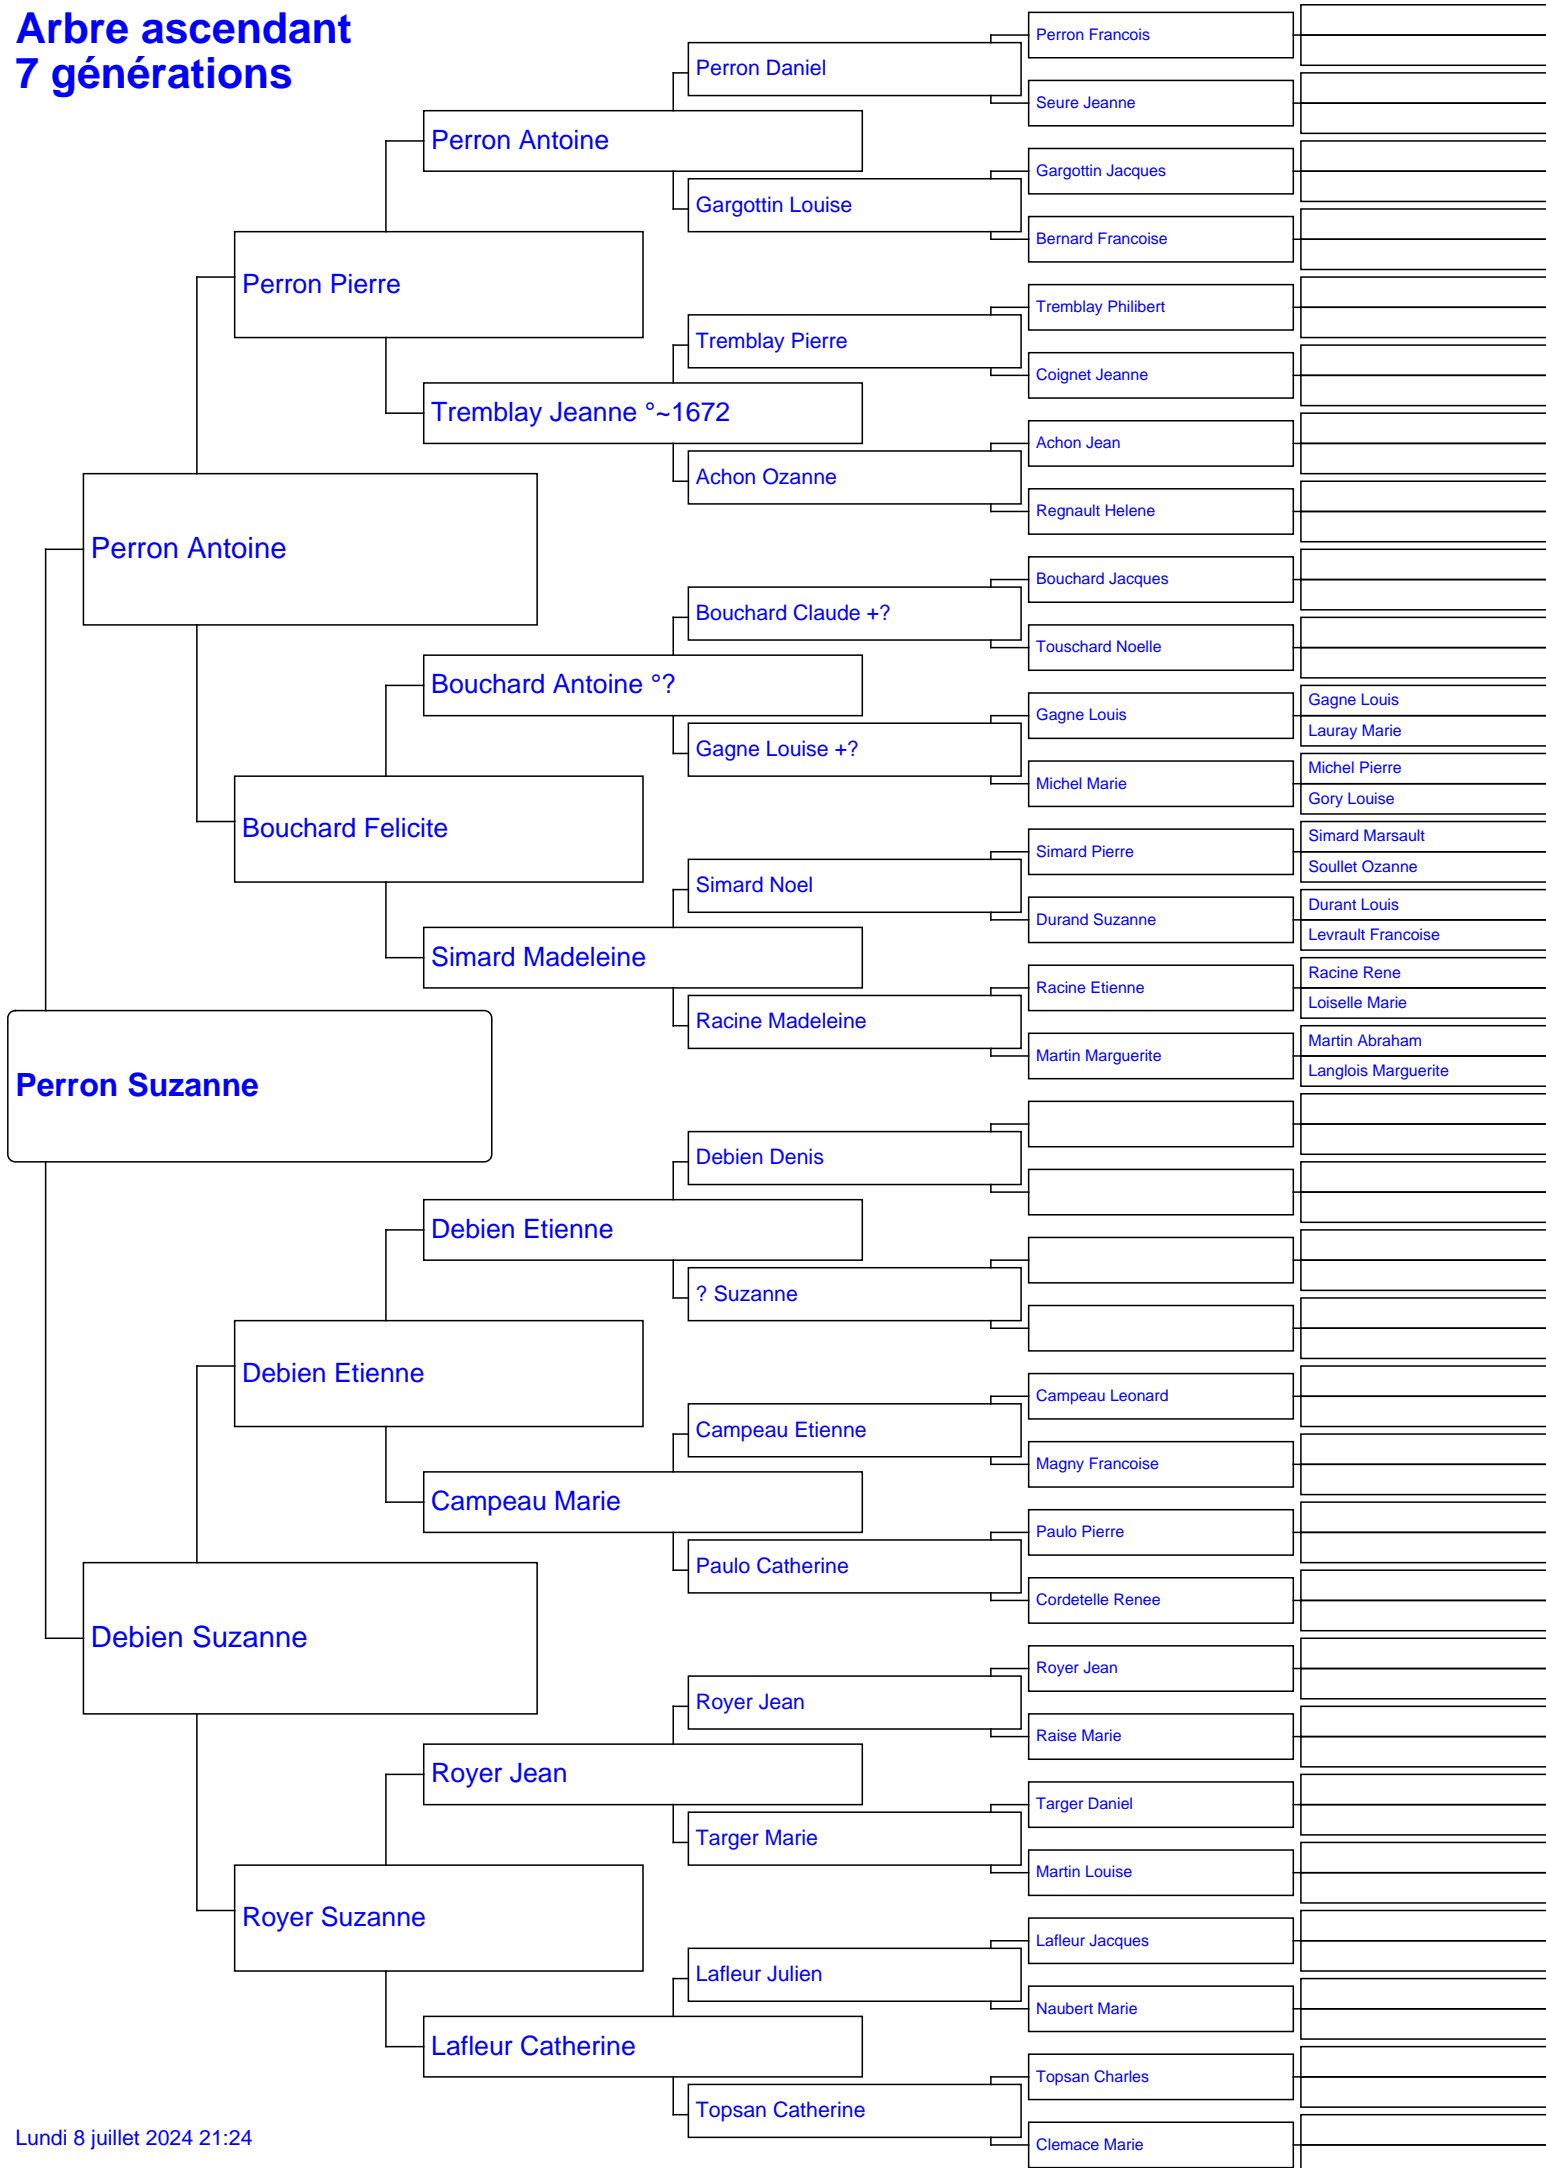 Arbre ascendant
7 générations
Perron Francois
Perron Daniel
Seure Jeanne
Perron Antoine
Gargottin Jacques
Gargottin Louise
Bernard Francoise
Perron Pierre
Tremblay Philibert
Tremblay Pierre
Coignet Jeanne
Tremblay Jeanne °~1672
Achon Jean
Achon Ozanne
Regnault Helene
Perron Antoine
Bouchard Jacques
Bouchard Claude +?
Touschard Noelle
Bouchard Antoine °?
Gagne Louis
Lauray Marie
Gagne Louis
Gagne Louise +?
Michel Pierre
Gory Louise
Michel Marie
Bouchard Felicite
Simard Marsault
Soullet Ozanne
Simard Pierre
Simard Noel
Durant Louis
Levrault Francoise
Durand Suzanne
Simard Madeleine
Racine Rene
Loiselle Marie
Racine Etienne
Racine Madeleine
Martin Abraham
Langlois Marguerite
Martin Marguerite
Perron Suzanne
Debien Denis
Debien Etienne
? Suzanne
Debien Etienne
Campeau Leonard
Campeau Etienne
Magny Francoise
Campeau Marie
Paulo Pierre
Paulo Catherine
Cordetelle Renee
Debien Suzanne
Royer Jean
Royer Jean
Raise Marie
Royer Jean
Targer Daniel
Targer Marie
Martin Louise
Royer Suzanne
Lafleur Jacques
Lafleur Julien
Naubert Marie
Lafleur Catherine
Topsan Charles
Topsan Catherine
Clemace Marie
Lundi 8 juillet 2024 21:24